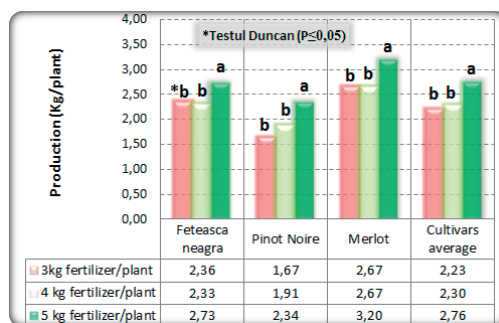 Production (Kg/plant)
4,00
3,50
3,00
2,50
2,00
1,50
1,00
0,50
0,00
*Testul Duncan (P≤0,05)
*b b a
b b a
b b a
b b a
Feteasca neagra Pinot Noire Merlot Cultivars average
3kg fertilizer/plant 2,36 1,67 2,67 2,23
4 kg fertilizer/plant 2,33 1,91 2,67 2,30
5 kg fertilizer/plant 2,73 2,34 3,20 2,76